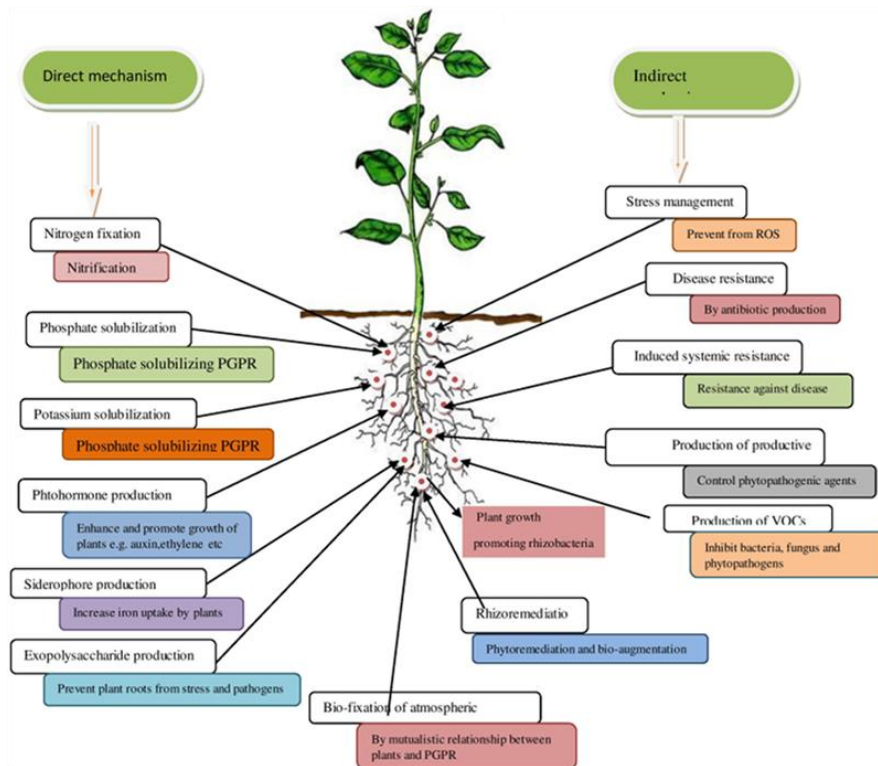 Direct mechanism
Indirect
Nitrogen fixation
Nitrification
Phosphate solubilization
Phosphate solubilizing PGPR
Potassium solubilization
Phosphate solubilizing PGPR
Phtohormone production
Enhance and promote growth of
plants e.g. auxin,ethylene etc
Siderophore production
Increase iron uptake by plants
Exopolysaccharide production
Prevent plant roots from stress and pathogens
Bio-fixation of atmospheric
By mutualistic relationship between
plants and PGPR
Plant growth
promoting rhizobacteria
Rhizoremediatio
Phytoremediation and bio-augmentation
Stress management
Prevent from ROS
Disease resistance
By antibiotic production
Induced systemic resistance
Resistance against disease
Production of productive
Control phytopathogenic agents
Production of VOCs
Inhibit bacteria, fungus and
phytopathogens